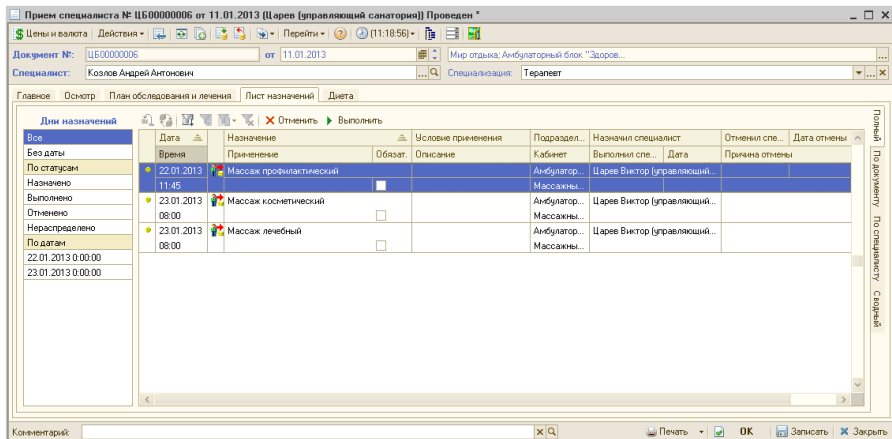 Прием специалиста № ЦБ00000006 от 11.01.2013 (Царев (управляющий санатория)) Проведен *
Цены и валюта Действия Перейти (11:18:56)
Документ №: ЦБ00000006 от 11.01.2013 Мир отдыха; Амбулаторный блок "Здоров...
Специалист: Козлов Андрей Антонович ... Специализация: Терапевт
Главное Осмотр План обследования и лечения Лист назначений Диета
Дни назначений Отменить Выполнить
Все
Без даты
По статусам
Назначено
Выполнено
Отменено
Нераспределено
По датам
22.01.2013 0:00:00
23.01.2013 0:00:00
Дата Назначение Условие применения Подраздел... Назначил специалист Отменил спе... Дата отмены
Время Применение Обязат. Описание Кабинет Выполнил спе... Дата Причина отмены
22.01.2013 Массаж профилактический Амбулатор... Царев Виктор (управляющий...
11:45 Массажны...
23.01.2013 Массаж косметический Амбулатор... Царев Виктор (управляющий...
08:00 Массажны...
23.01.2013 Массаж лечебный Амбулатор... Царев Виктор (управляющий...
08:00 Массажны...
Полный
По документу
По специалисту
Сводный
Комментарий: Печать OK Записать Закрыть